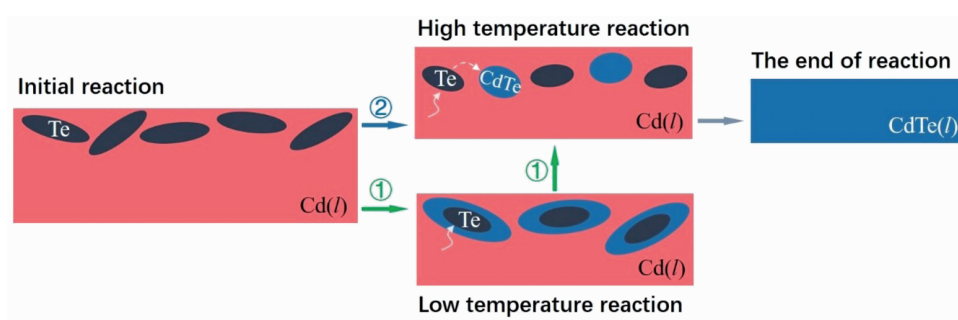 Initial reaction
Te
Cd(l)
②
①
High temperature reaction
Te
CdTe
Cd(l)
①
Te
Cd(l)
Low temperature reaction
The end of reaction
CdTe(l)